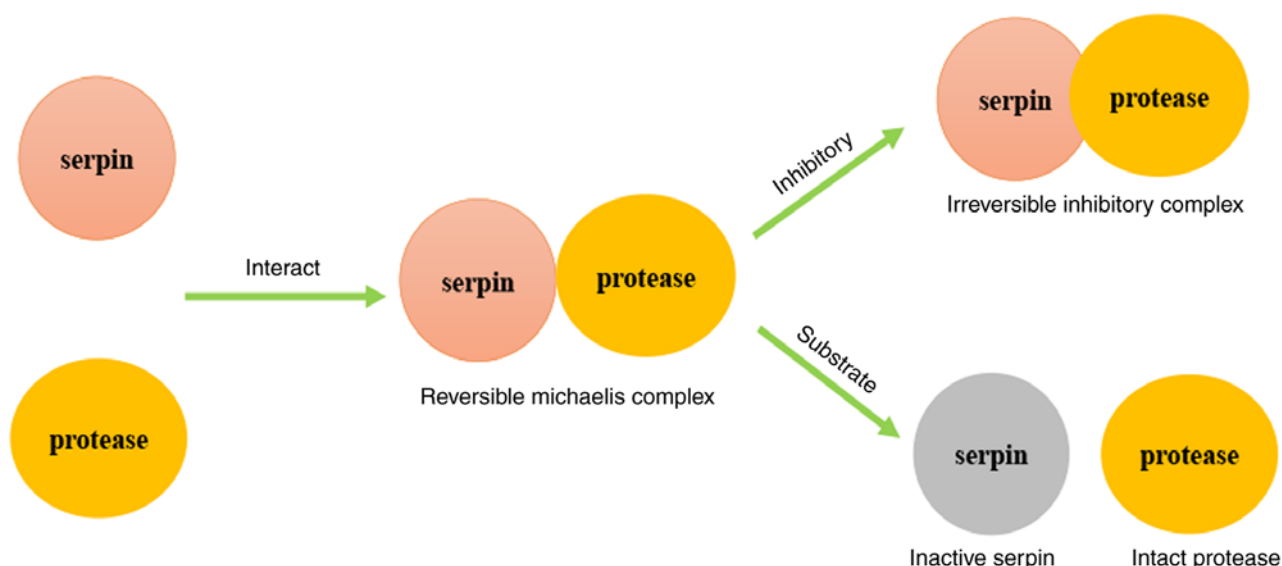 serpin
protease
Interact
serpin
protease
Reversible michaelis complex
Inhibitory
serpin
protease
Irreversible inhibitory complex
Substrate
serpin
protease
Inactive serpin
Intact protease